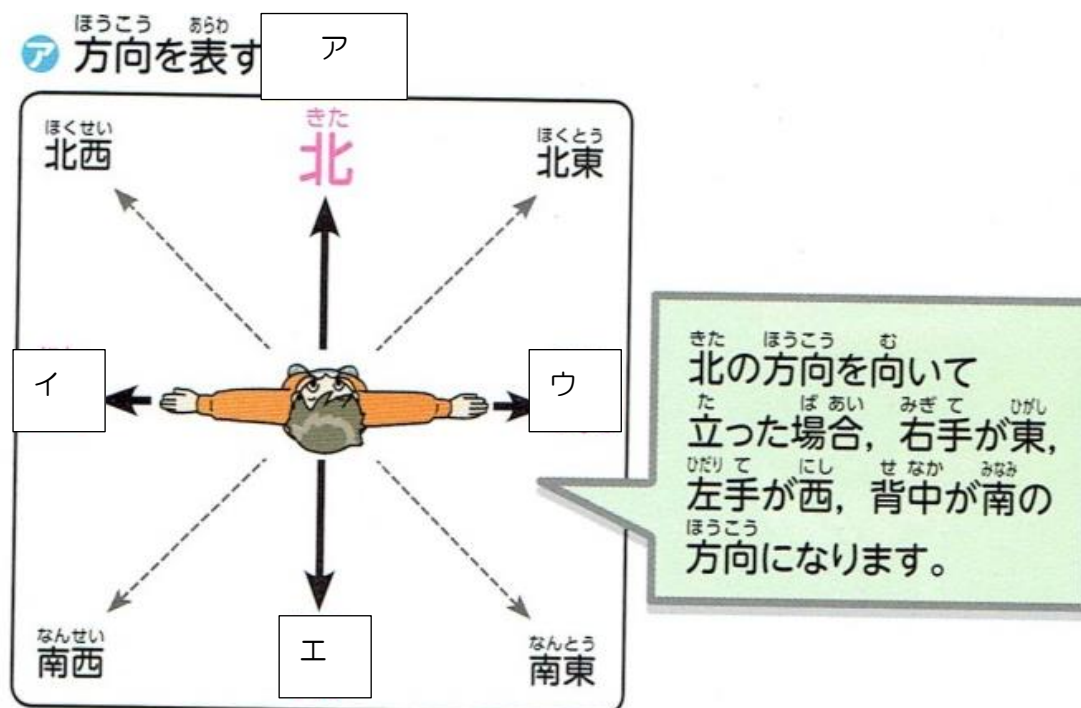 ア 方向を表す ア
ほうこう あらわ
北西
ほくせい
北
きた
北東
ほくとう
イ
ウ
南西
なんせい
エ
南東
なんとう
北の方向を向いて
きた ほうこう む
立った場合，右手が東，
た ば あい みぎ て ひがし
左手が西，背中が南の
ひだり て にし せ なか みなみ
方向になります。
ほうこう